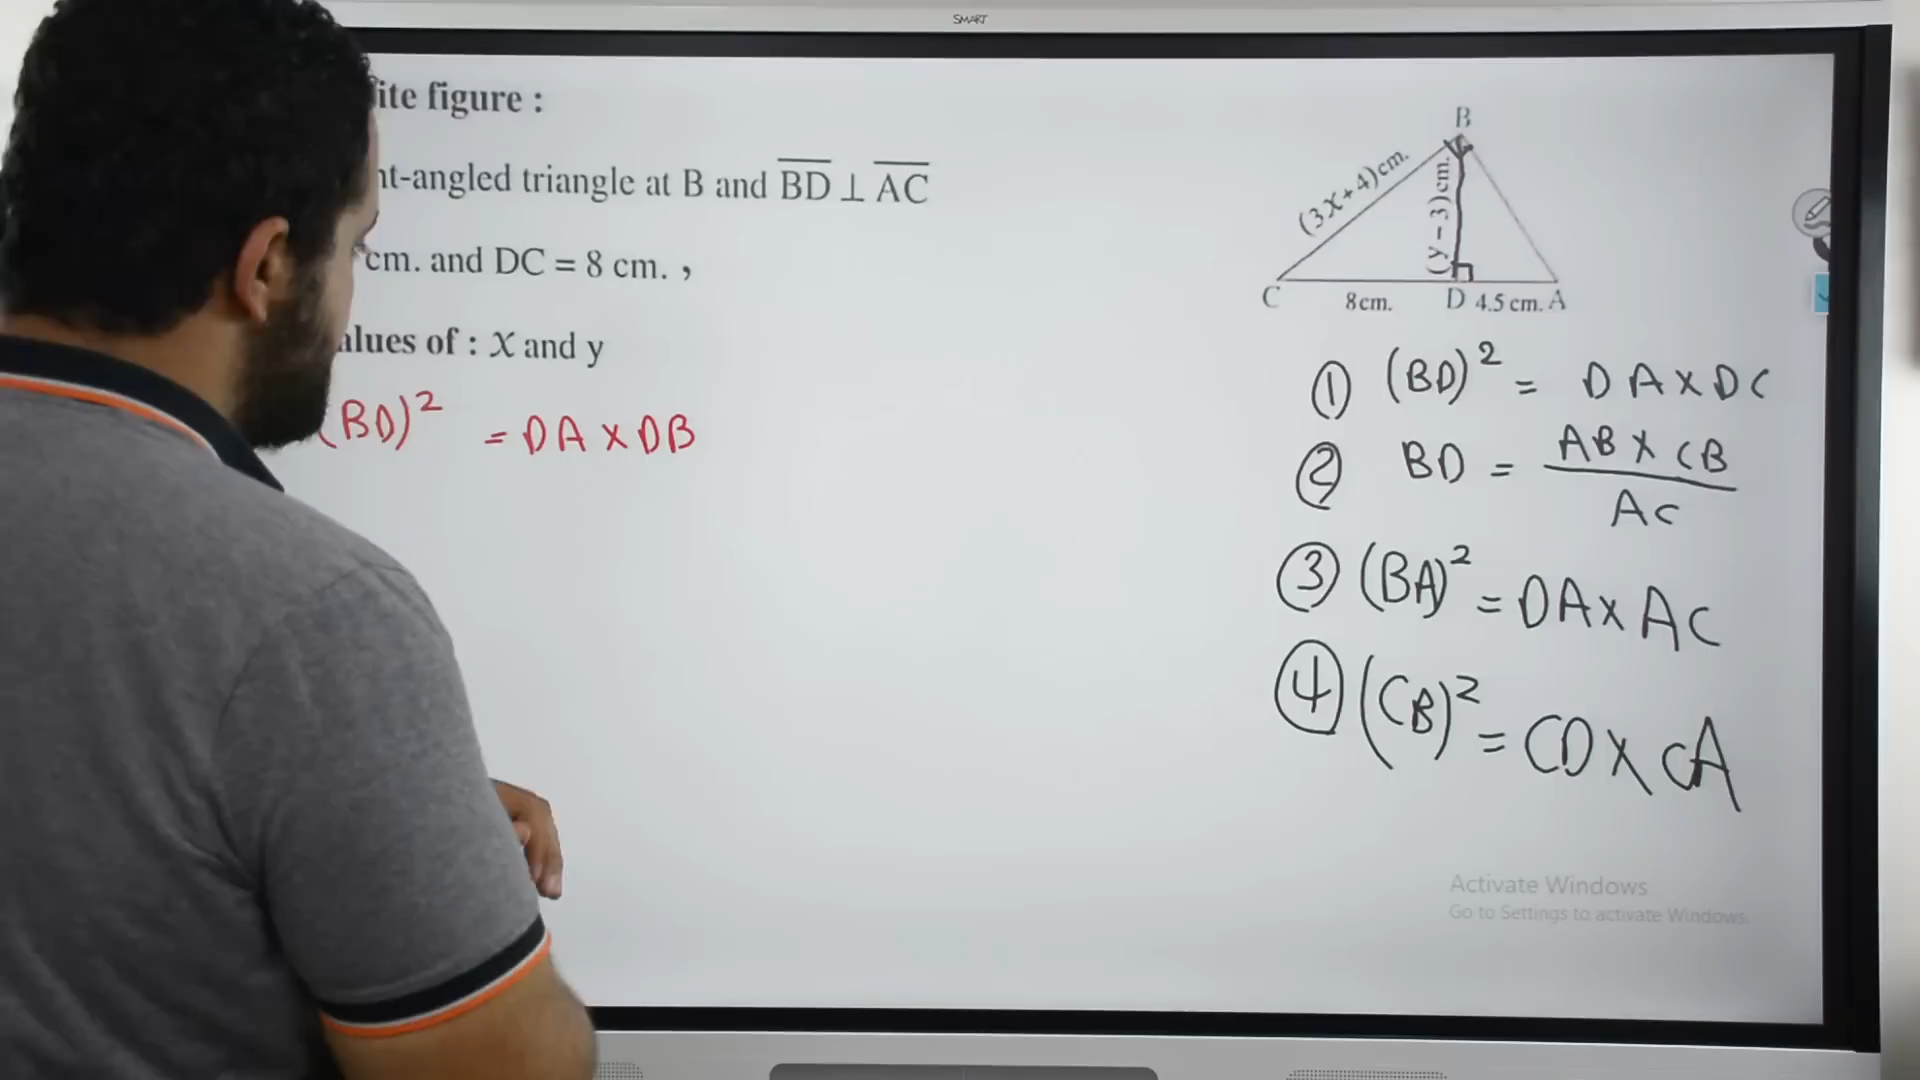 SMART
ite figure :
nt-angled triangle at B and BD ⊥ AC
cm. and DC = 8 cm. ,
alues of : X and y
(BD)² = DA × DB
B
(3X+4)cm.
(y−3)cm.
C 8cm. D 4.5 cm. A
① (BD)² = DA × DC
② BD = AB × CB / AC
③ (BA)² = DA × AC
④ (CB)² = CD × CA
Activate Windows
Go to Settings to activate Windows.